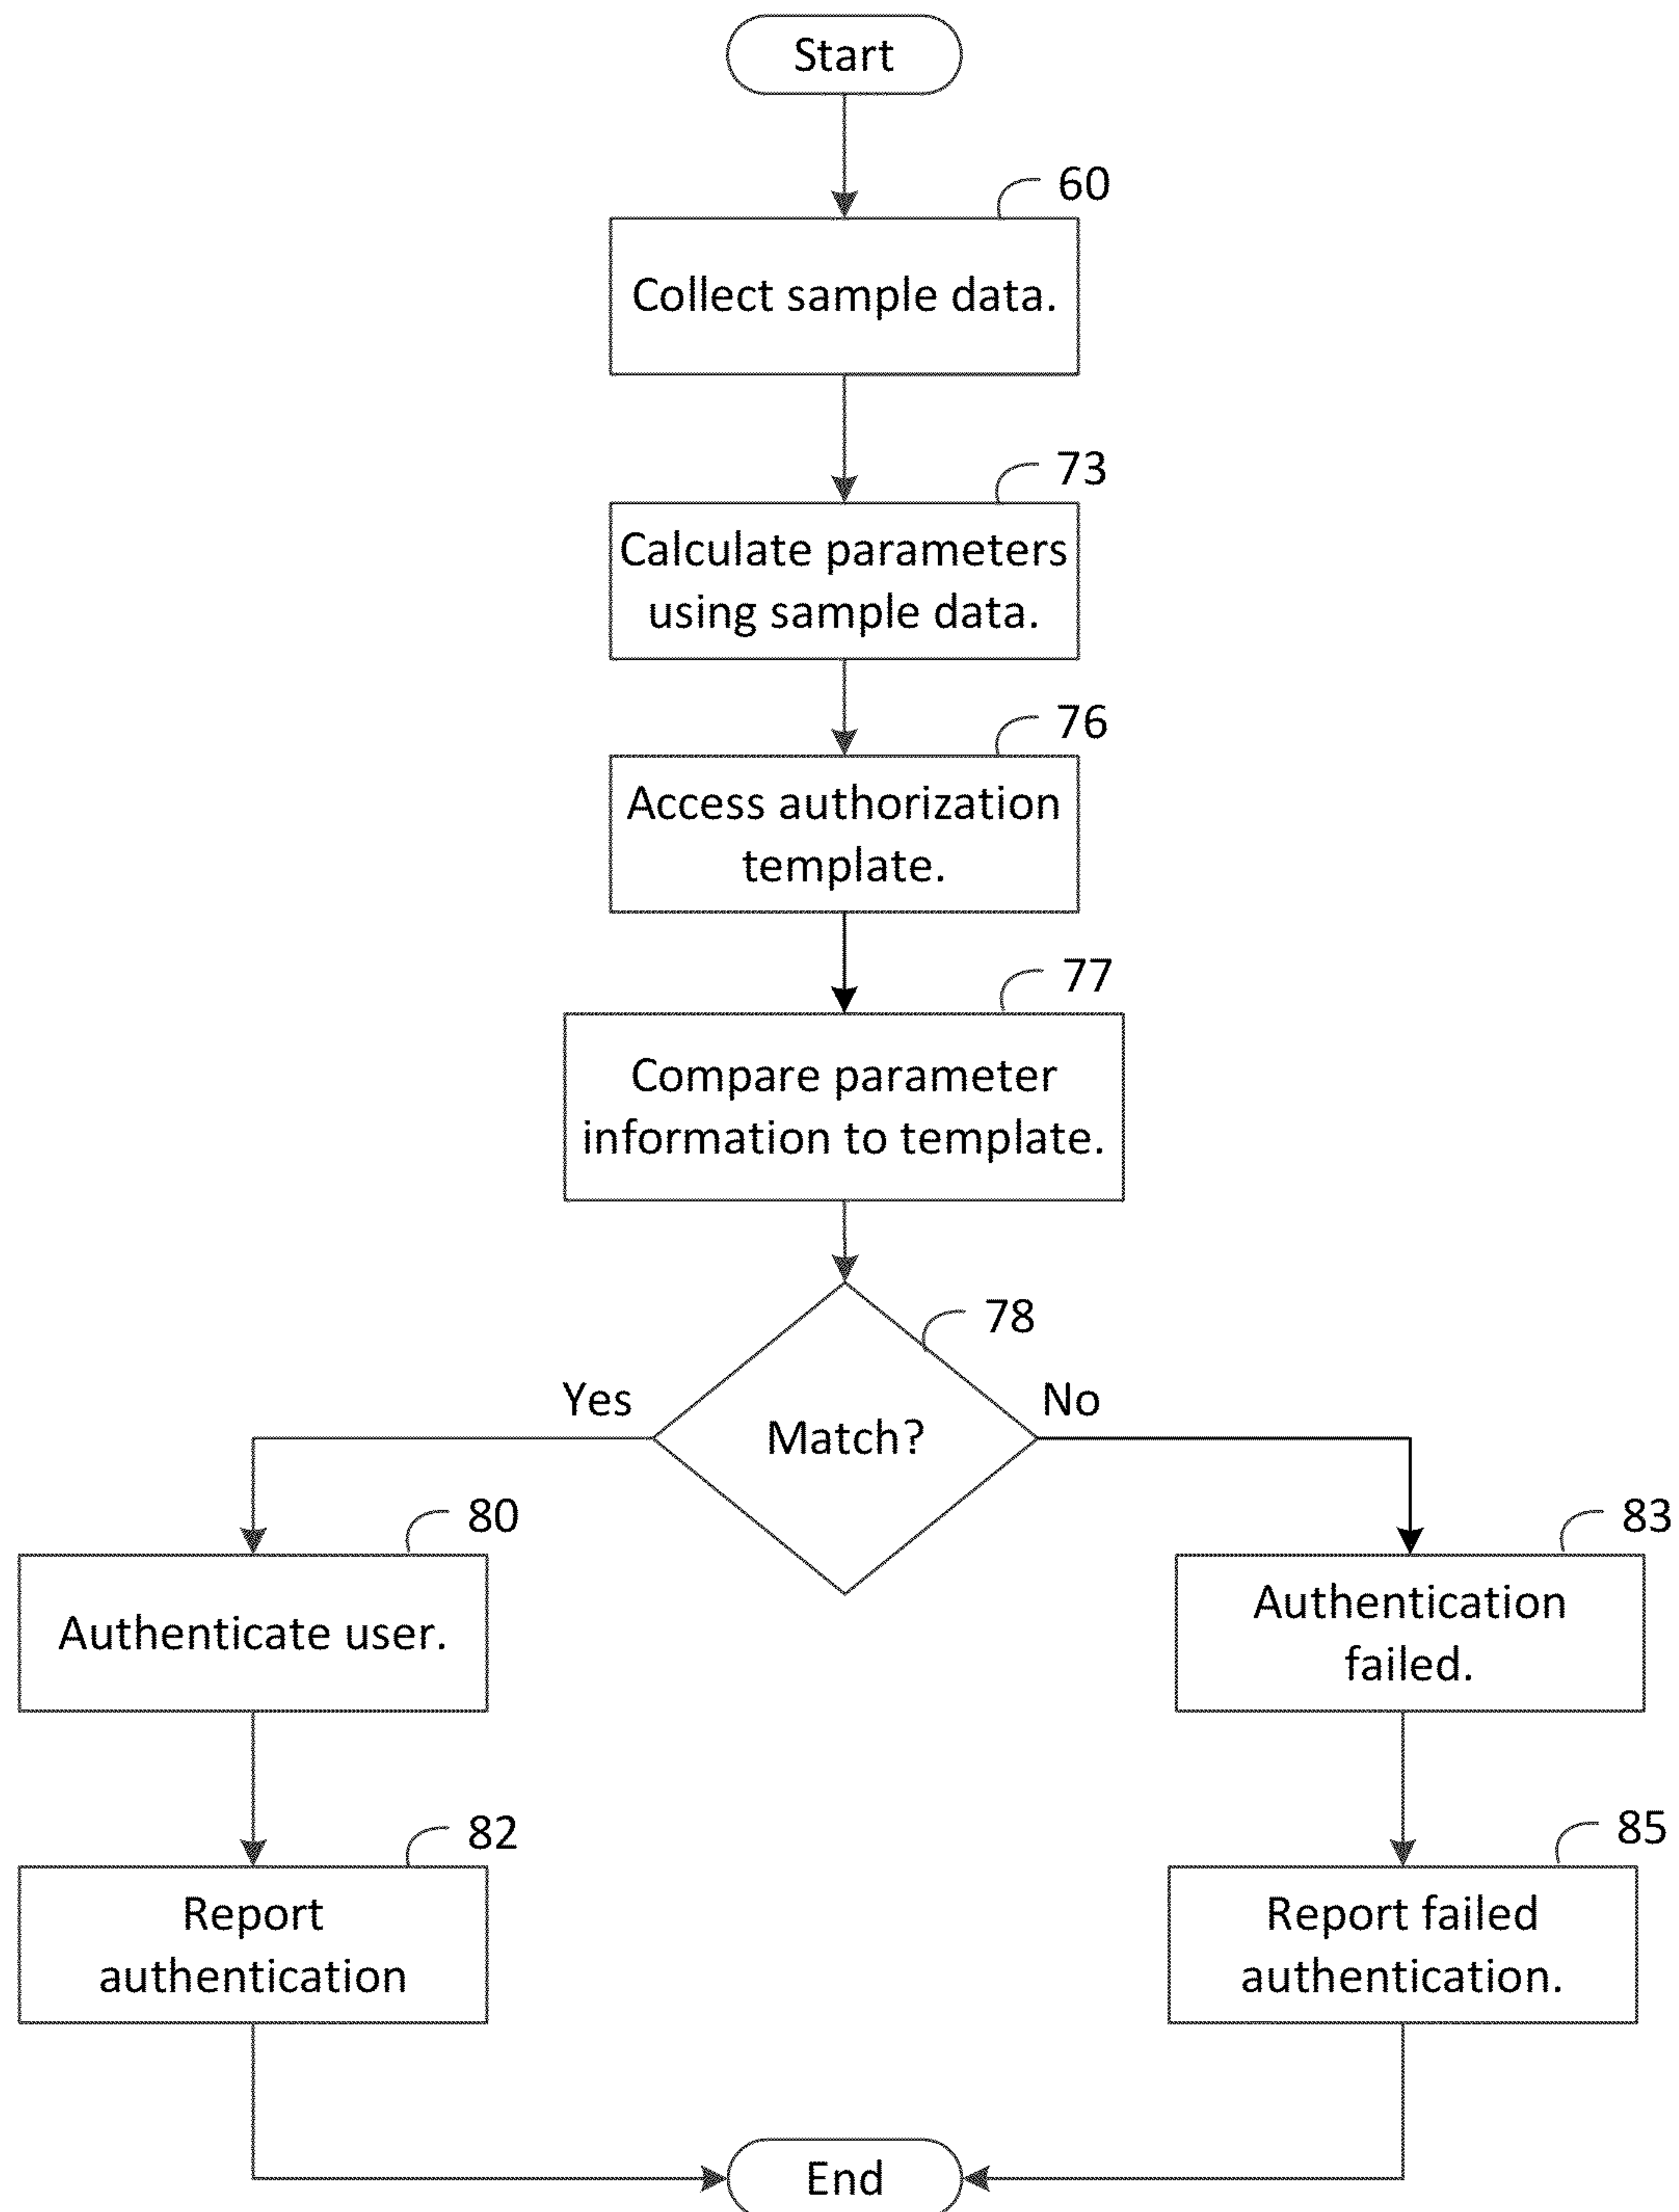 Start
60
Collect sample data.
73
Calculate parameters
using sample data.
76
Access authorization
template.
77
Compare parameter
information to template.
78
Yes
No
Match?
80
83
Authenticate user.
Authentication
failed.
82
85
Report
authentication
Report failed
authentication.
End